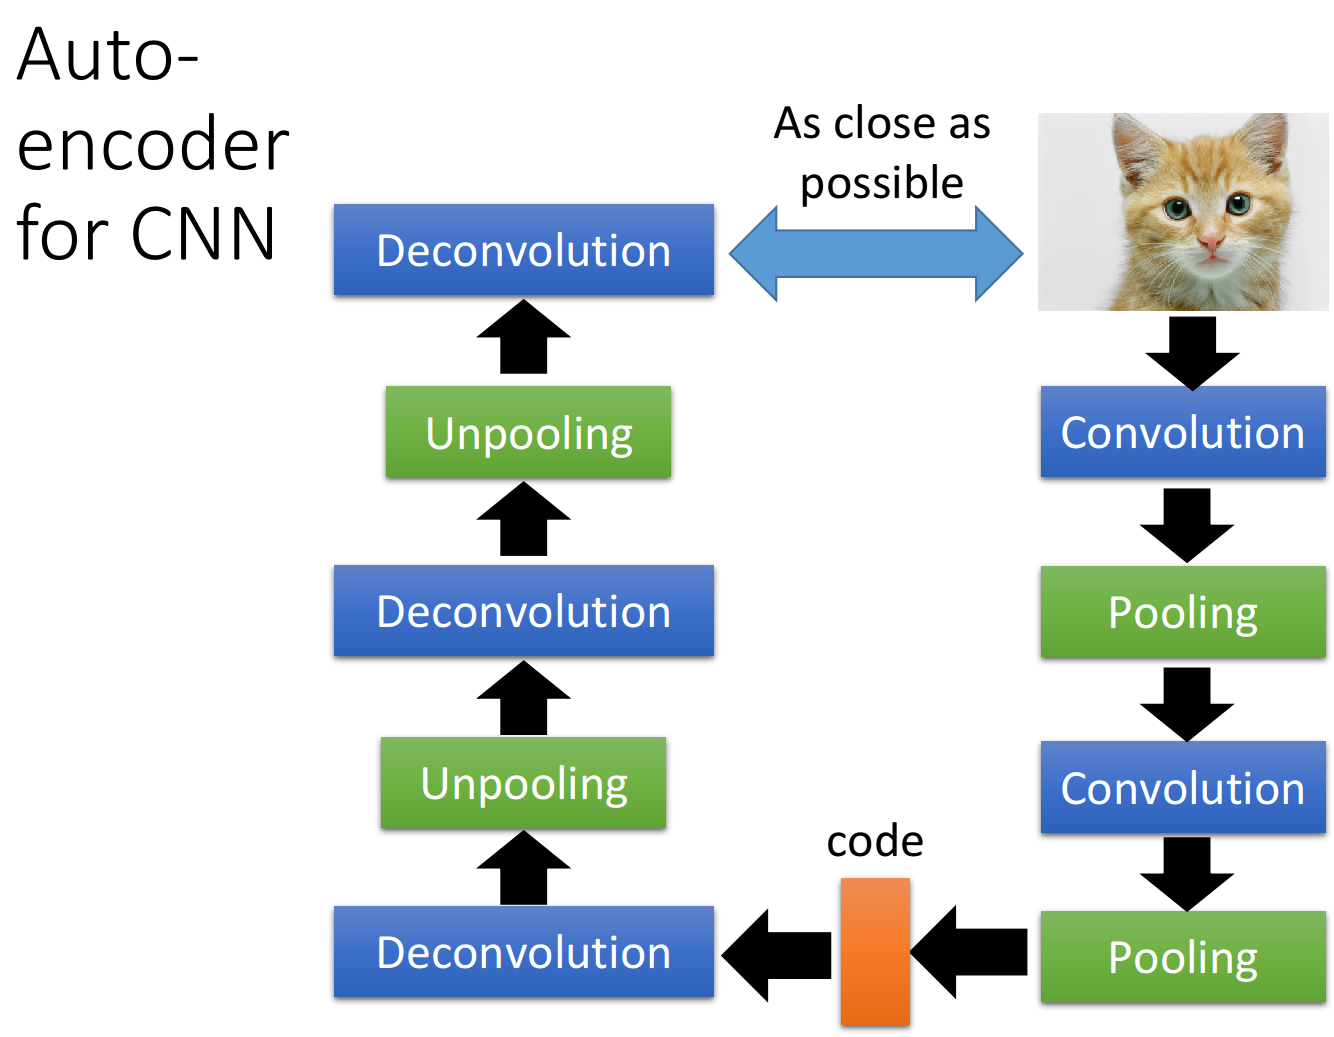 Auto-
encoder
for CNN
As close as
possible
Deconvolution
Unpooling
Convolution
Deconvolution
Pooling
Unpooling
Convolution
code
Deconvolution
Pooling